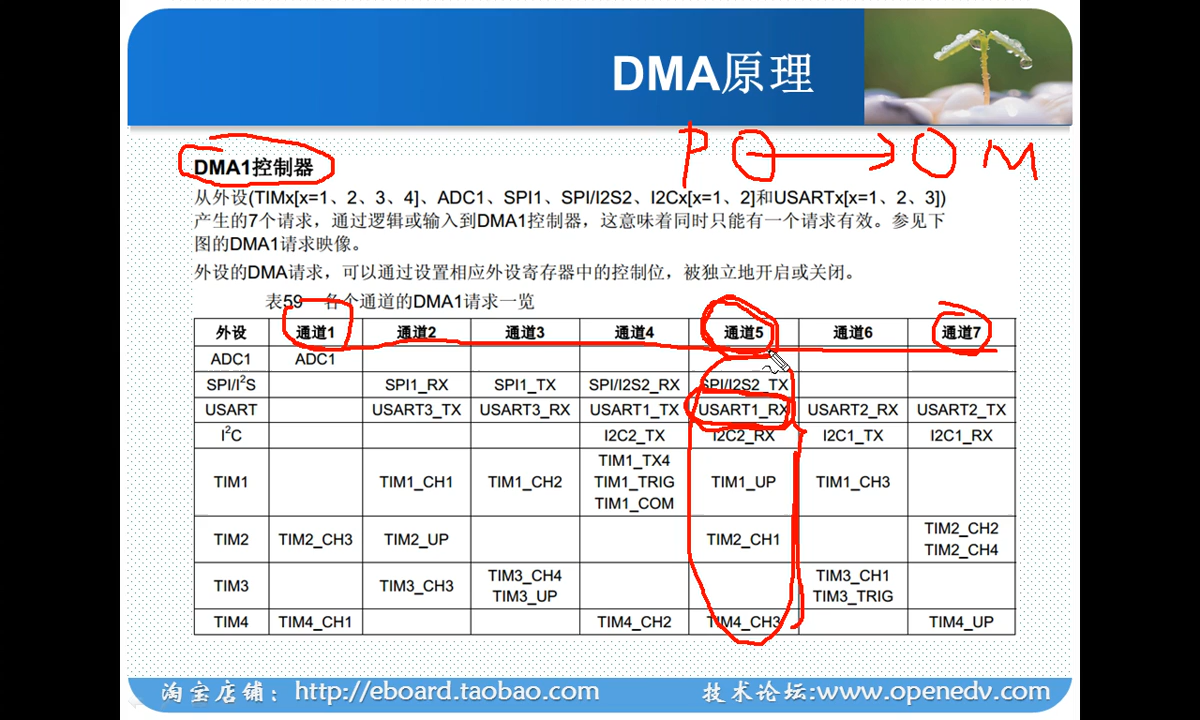 DMA原理
P M
DMA1控制器
从外设(TIMx[x=1、2、3、4]、ADC1、SPI1、SPI/I2S2、I2Cx[x=1、2]和USARTx[x=1、2、3])
产生的7个请求，通过逻辑或输入到DMA1控制器，这意味着同时只能有一个请求有效。参见下
图的DMA1请求映像。
外设的DMA请求，可以通过设置相应外设寄存器中的控制位，被独立地开启或关闭。
表59 各个通道的DMA1请求一览
外设 通道1 通道2 通道3 通道4 通道5 通道6 通道7
ADC1 ADC1
SPI/I²S SPI1_RX SPI1_TX SPI/I2S2_RX SPI/I2S2_TX
USART USART3_TX USART3_RX USART1_TX USART1_RX USART2_RX USART2_TX
I²C I2C2_TX I2C2_RX I2C1_TX I2C1_RX
TIM1 TIM1_CH1 TIM1_CH2 TIM1_TX4 TIM1_TRIG TIM1_COM TIM1_UP TIM1_CH3
TIM2 TIM2_CH3 TIM2_UP TIM2_CH1 TIM2_CH2 TIM2_CH4
TIM3 TIM3_CH3 TIM3_CH4 TIM3_UP TIM3_CH1 TIM3_TRIG
TIM4 TIM4_CH1 TIM4_CH2 TIM4_CH3 TIM4_UP
淘宝店铺：http://eboard.taobao.com 技术论坛:www.openedv.com